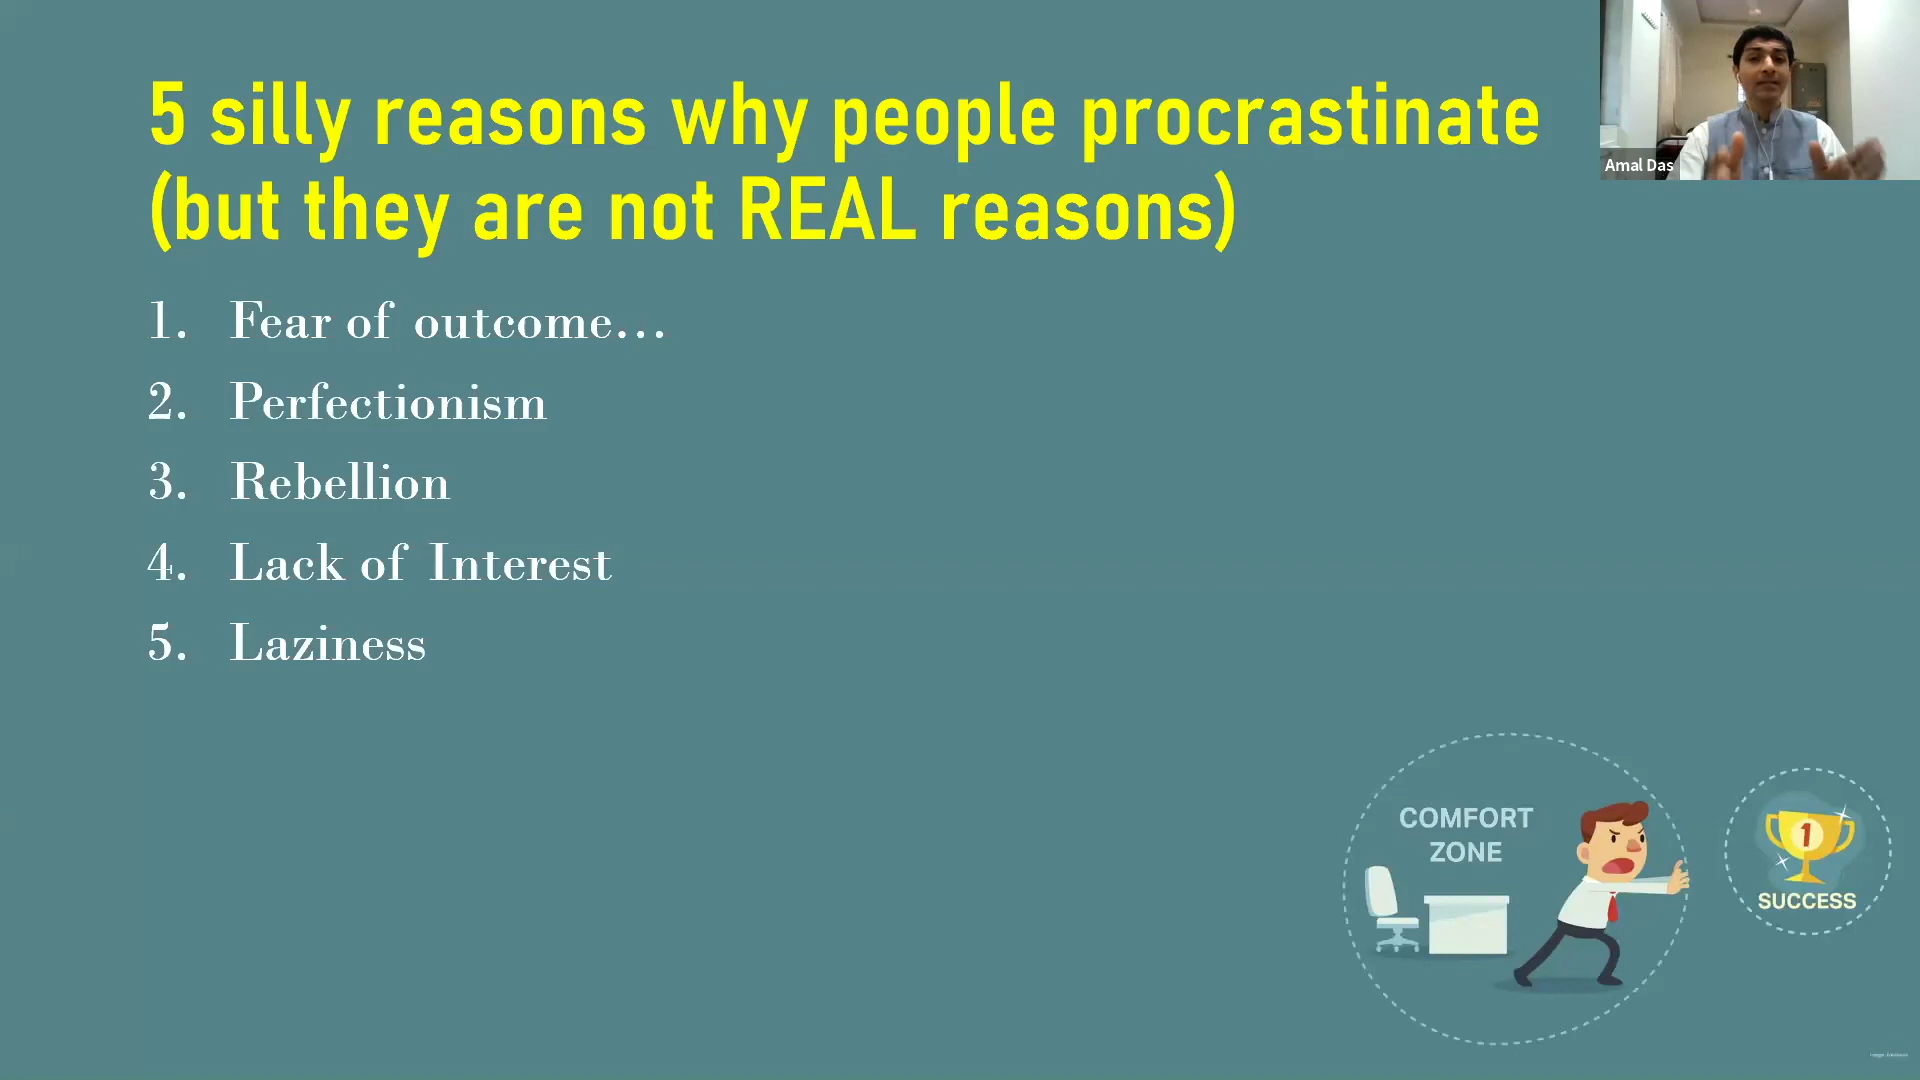 5 silly reasons why people procrastinate
(but they are not REAL reasons)
Amal Das
1. Fear of outcome...
2. Perfectionism
3. Rebellion
4. Lack of Interest
5. Laziness
COMFORT
ZONE
1
SUCCESS